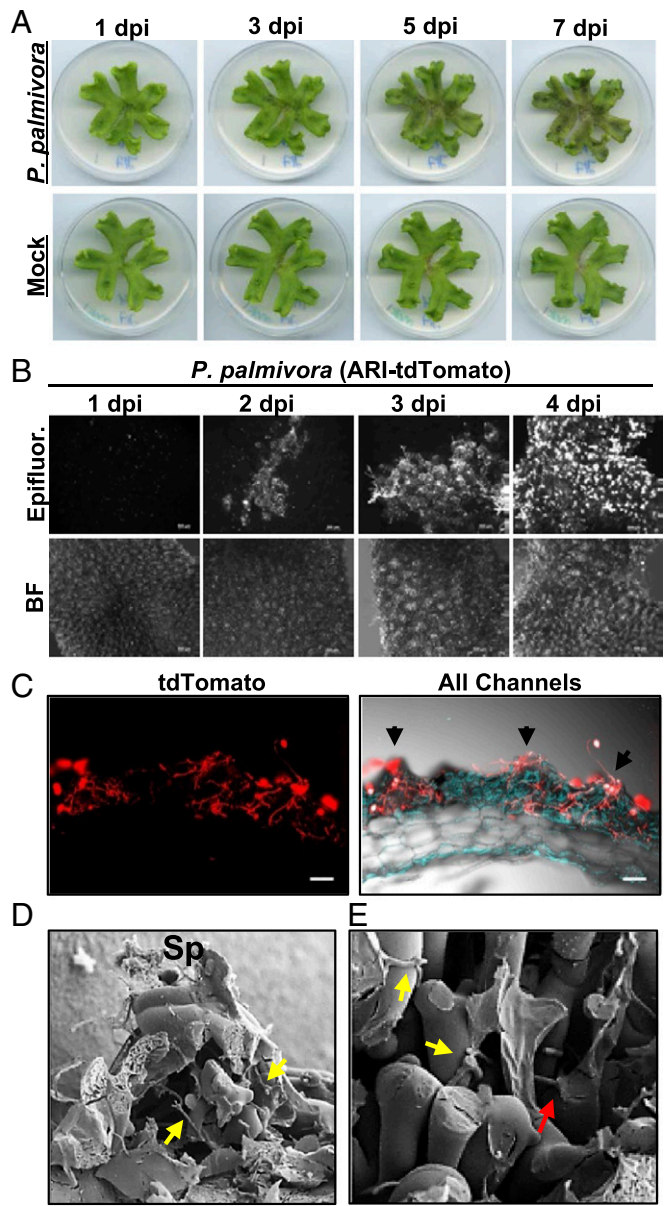 A
1 dpi 3 dpi 5 dpi 7 dpi
P. palmivora
Mock
B
P. palmivora (ARI-tdTomato)
1 dpi 2 dpi 3 dpi 4 dpi
Epifluor.
BF
C
tdTomato All Channels
D E
Sp